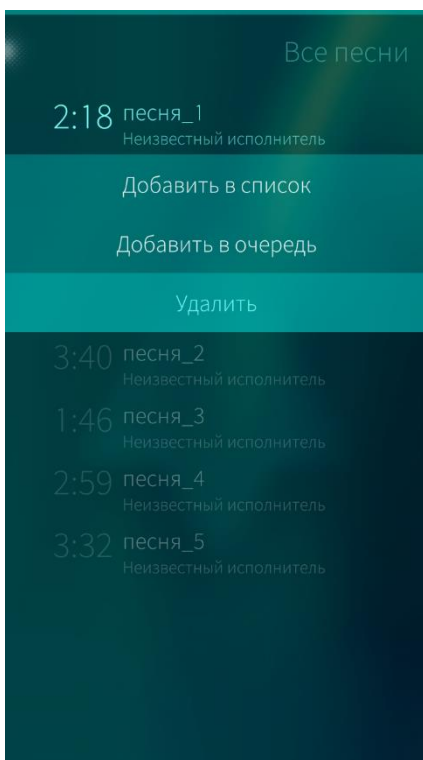 Все песни
2:18 песня_1
Неизвестный исполнитель
Добавить в список
Добавить в очередь
Удалить
3:40 песня_2
Неизвестный исполнитель
1:46 песня_3
Неизвестный исполнитель
2:59 песня_4
Неизвестный исполнитель
3:32 песня_5
Неизвестный исполнитель